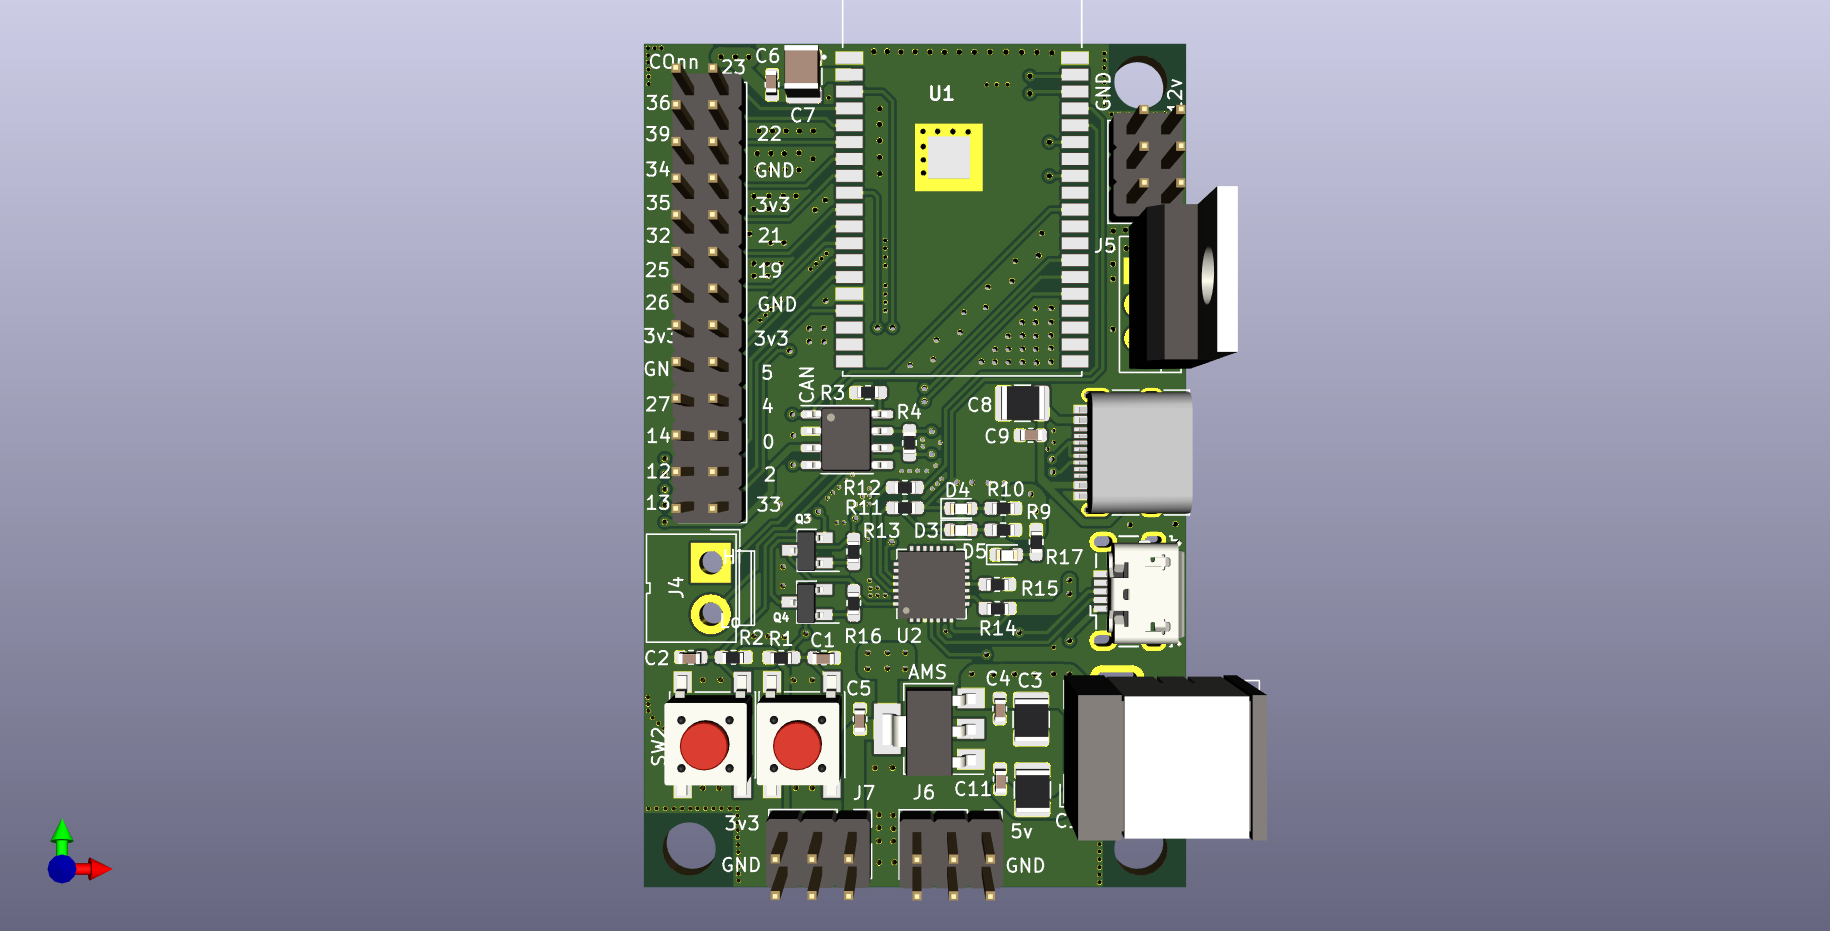 COnn
23
C6
C7
U1
GND
12v
36
39
34
35
32
25
26
3v3
GN
27
14
12
13
22
GND
3v3
21
19
GND
3v3
5
4
0
2
33
J5
CAN
R3
R4
C8
C9
R12
R11
D4
R10
D3
R9
Q3
R13
D5
R17
R15
R14
Q4
R16
U2
J4
H
Lo
R2
R1
C1
C2
AMS
C5
C4
C3
SW2
C11
J7
J6
3v3
GND
5v
GND